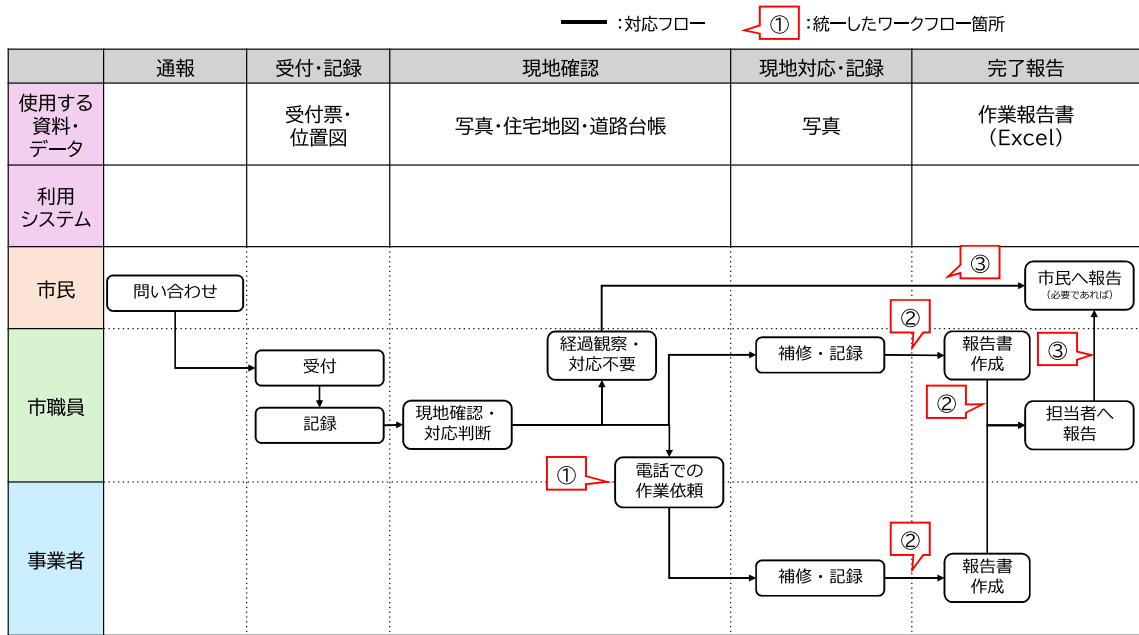 ：対応フロー
①
：統一したワークフロー箇所
通報
受付・記録
現地確認
現地対応・記録
完了報告
使用する
資料・
データ
受付票・
位置図
写真・住宅地図・道路台帳
写真
作業報告書
（Excel）
利用
システム
市民
問い合わせ
③
市民へ報告
（必要であれば）
市職員
受付
記録
現地確認・
対応判断
経過観察・
対応不要
①
電話での
作業依頼
補修・記録
②
報告書
作成
②
③
担当者へ
報告
事業者
補修・記録
②
報告書
作成